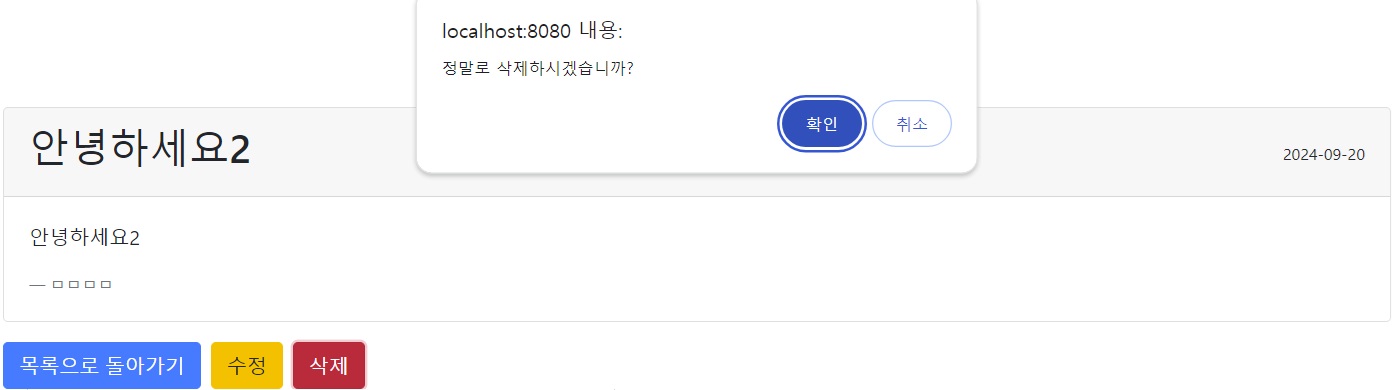 localhost:8080 내용:
정말로 삭제하시겠습니까?
확인 취소
안녕하세요2
2024-09-20
안녕하세요2
— ㅁㅁㅁㅁ
목록으로 돌아가기 수정 삭제